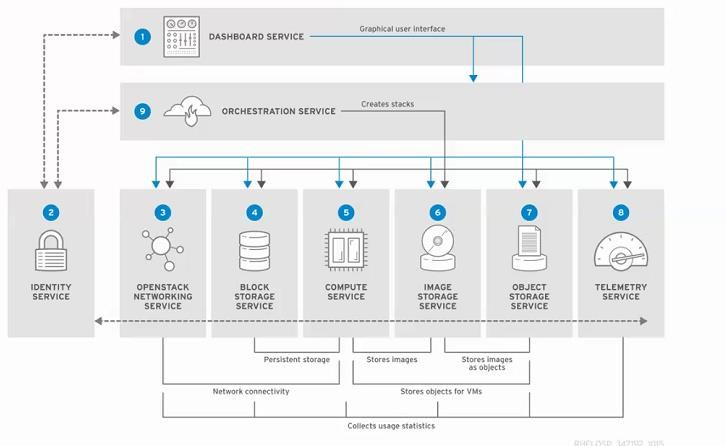 1 DASHBOARD SERVICE Graphical user interface
9 ORCHESTRATION SERVICE Creates stacks
2 3 4 5 6 7 8
IDENTITY
SERVICE
OPENSTACK
NETWORKING
SERVICE
BLOCK
STORAGE
SERVICE
COMPUTE
SERVICE
IMAGE
STORAGE
SERVICE
OBJECT
STORAGE
SERVICE
TELEMETRY
SERVICE
Persistent storage
Stores images
Stores images
as objects
Network connectivity
Stores objects for VMs
Collects usage statistics